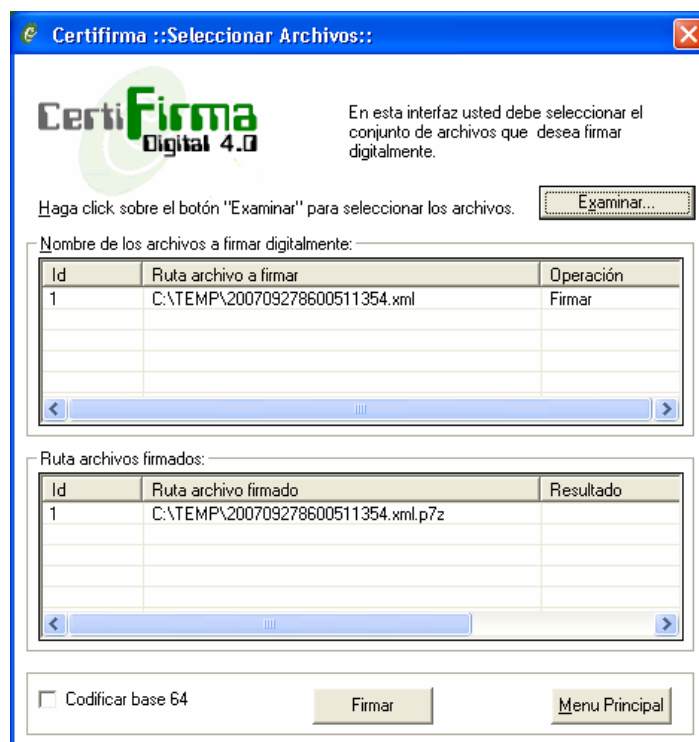 Certifirma ::Seleccionar Archivos::
CertiFirma
Digital 4.0
En esta interfaz usted debe seleccionar el
conjunto de archivos que desea firmar
digitalmente.
Haga click sobre el botón "Examinar" para seleccionar los archivos.
Examinar...
Nombre de los archivos a firmar digitalmente:
Id Ruta archivo a firmar Operación
1 C:\TEMP\200709278600511354.xml Firmar
Ruta archivos firmados:
Id Ruta archivo firmado Resultado
1 C:\TEMP\200709278600511354.xml.p7z
Codificar base 64
Firmar
Menu Principal